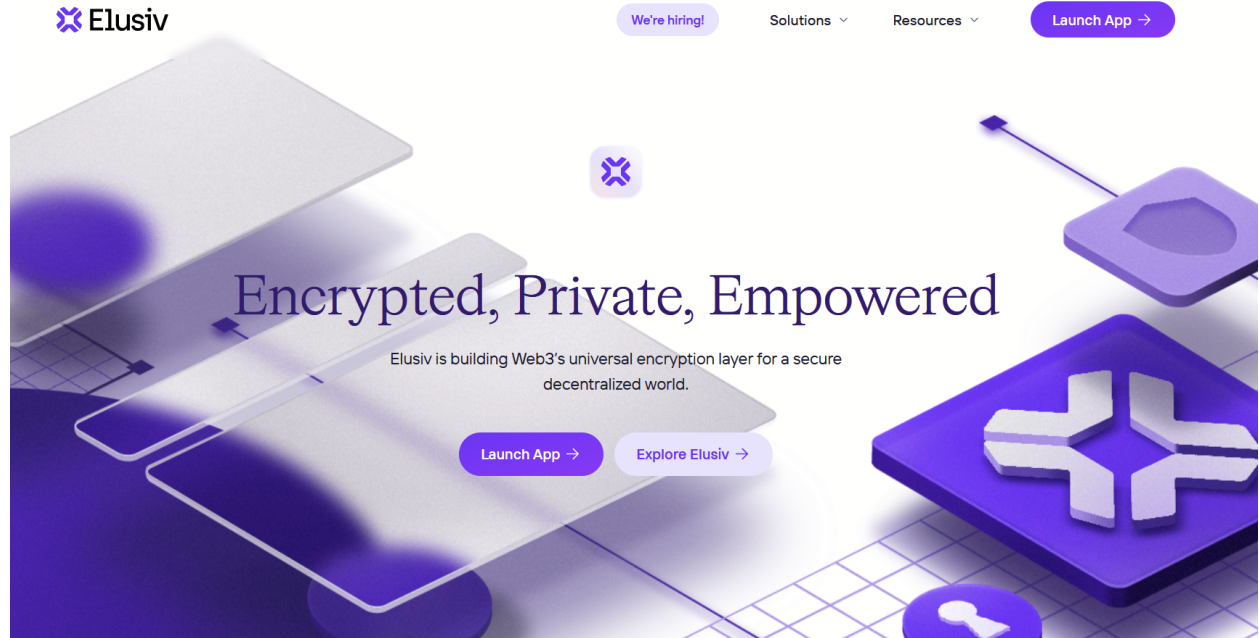 Elusiv
We're hiring!
Solutions
Resources
Launch App →
Encrypted, Private, Empowered
Elusiv is building Web3's universal encryption layer for a secure
decentralized world.
Launch App →
Explore Elusiv →